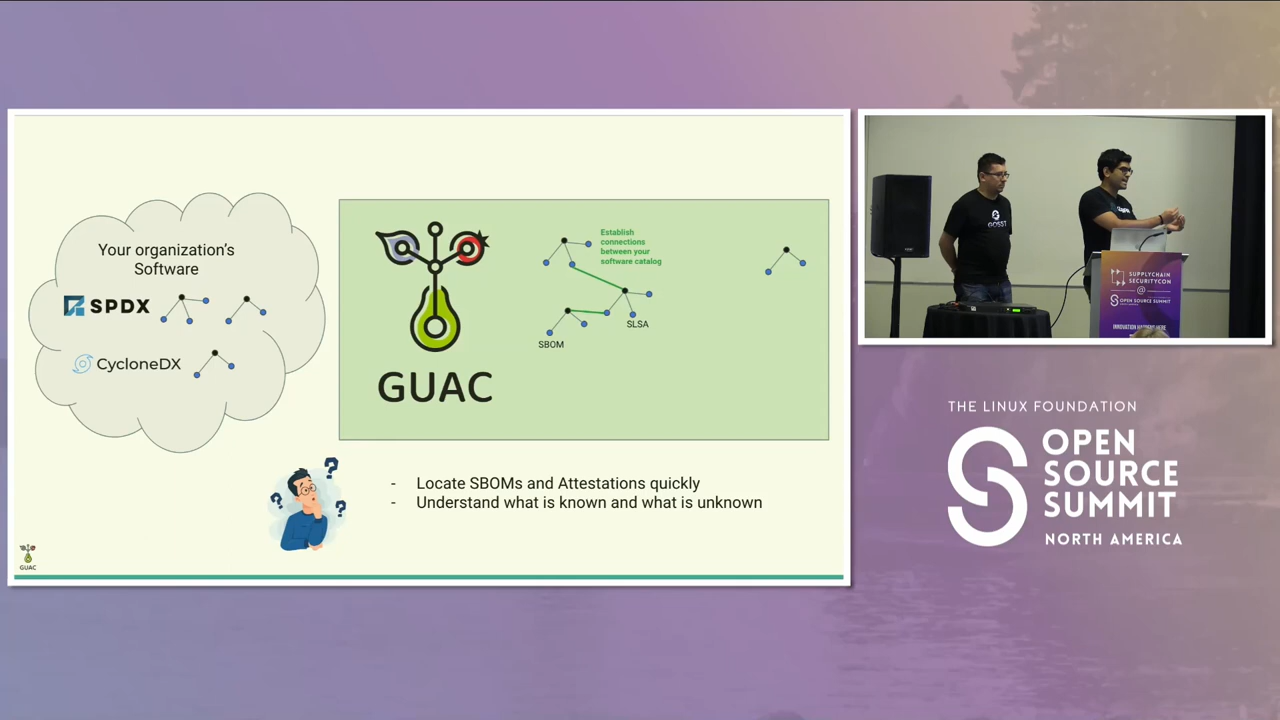 Your organization's
Software
SPDX
CycloneDX
GUAC
Establish
connections
between your
software catalog
SLSA
SBOM
- Locate SBOMs and Attestations quickly
- Understand what is known and what is unknown
? ? ?
GUAC
GOSST
SUPPLYCHAIN
SECURITYCON
@
OPEN SOURCE SUMMIT
THE LINUX FOUNDATION
OPEN
SOURCE
SUMMIT
NORTH AMERICA